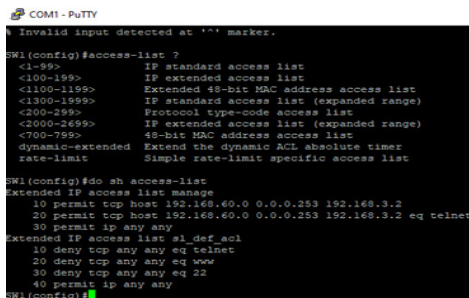 COM1 - PuTTY
% Invalid input detected at '^' marker.
SW1(config)#access-list ?
<1-99> IP standard access list
<100-199> IP extended access list
<1100-1199> Extended 48-bit MAC address access list
<1300-1999> IP standard access list (expanded range)
<200-299> Protocol type-code access list
<2000-2699> IP extended access list (expanded range)
<700-799> 48-bit MAC address access list
dynamic-extended Extend the dynamic ACL absolute timer
rate-limit Simple rate-limit specific access list
SW1(config)#do sh access-list
Extended IP access list manage
10 permit tcp host 192.168.60.0 0.0.0.253 192.168.3.2
20 permit tcp host 192.168.60.0 0.0.0.253 192.168.3.2 eq telnet
30 permit ip any any
Extended IP access list sl_def_acl
10 deny tcp any any eq telnet
20 deny tcp any any eq www
30 deny tcp any any eq 22
40 permit ip any any
SW1(config)#